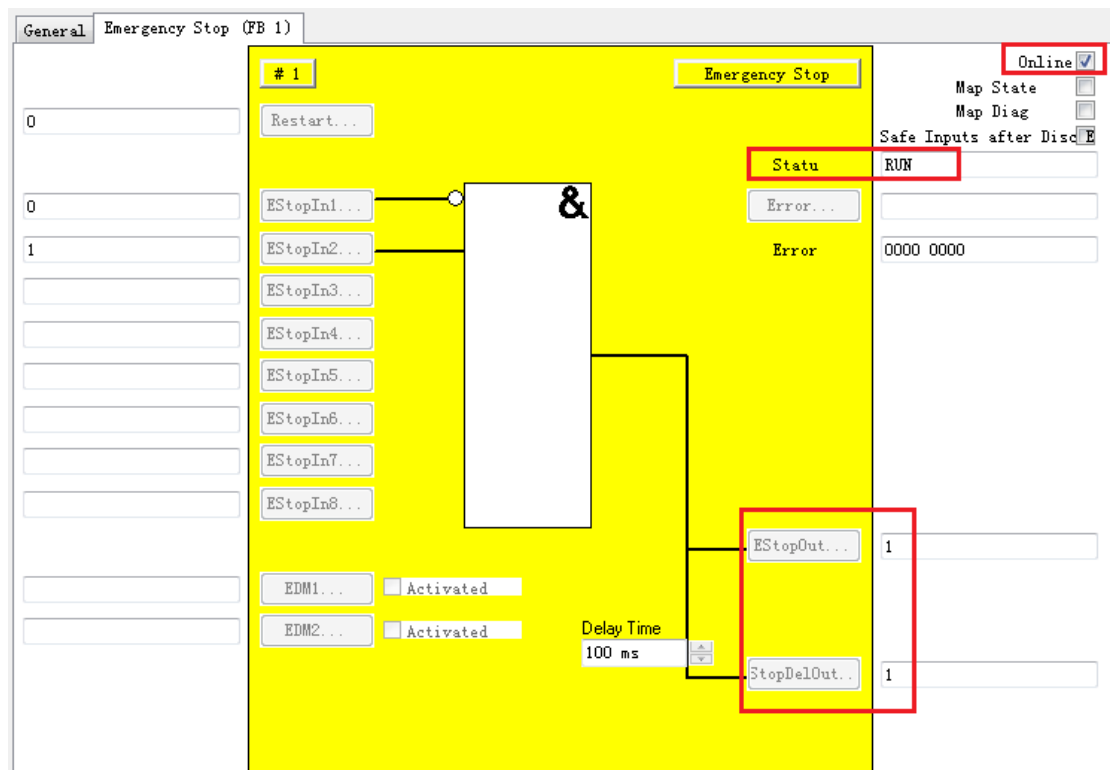 General Emergency Stop (FB 1)
# 1 Emergency Stop Online
Map State
Map Diag
0 Restart...
Safe Inputs after Disc E
Statu RUN
0 EStopIn1... & Error...
1 EStopIn2... Error 0000 0000
EStopIn3...
EStopIn4...
EStopIn5...
EStopIn6...
EStopIn7...
EStopIn8...
EStopOut... 1
EDM1... Activated
EDM2... Activated Delay Time
100 ms
StopDelOut.. 1